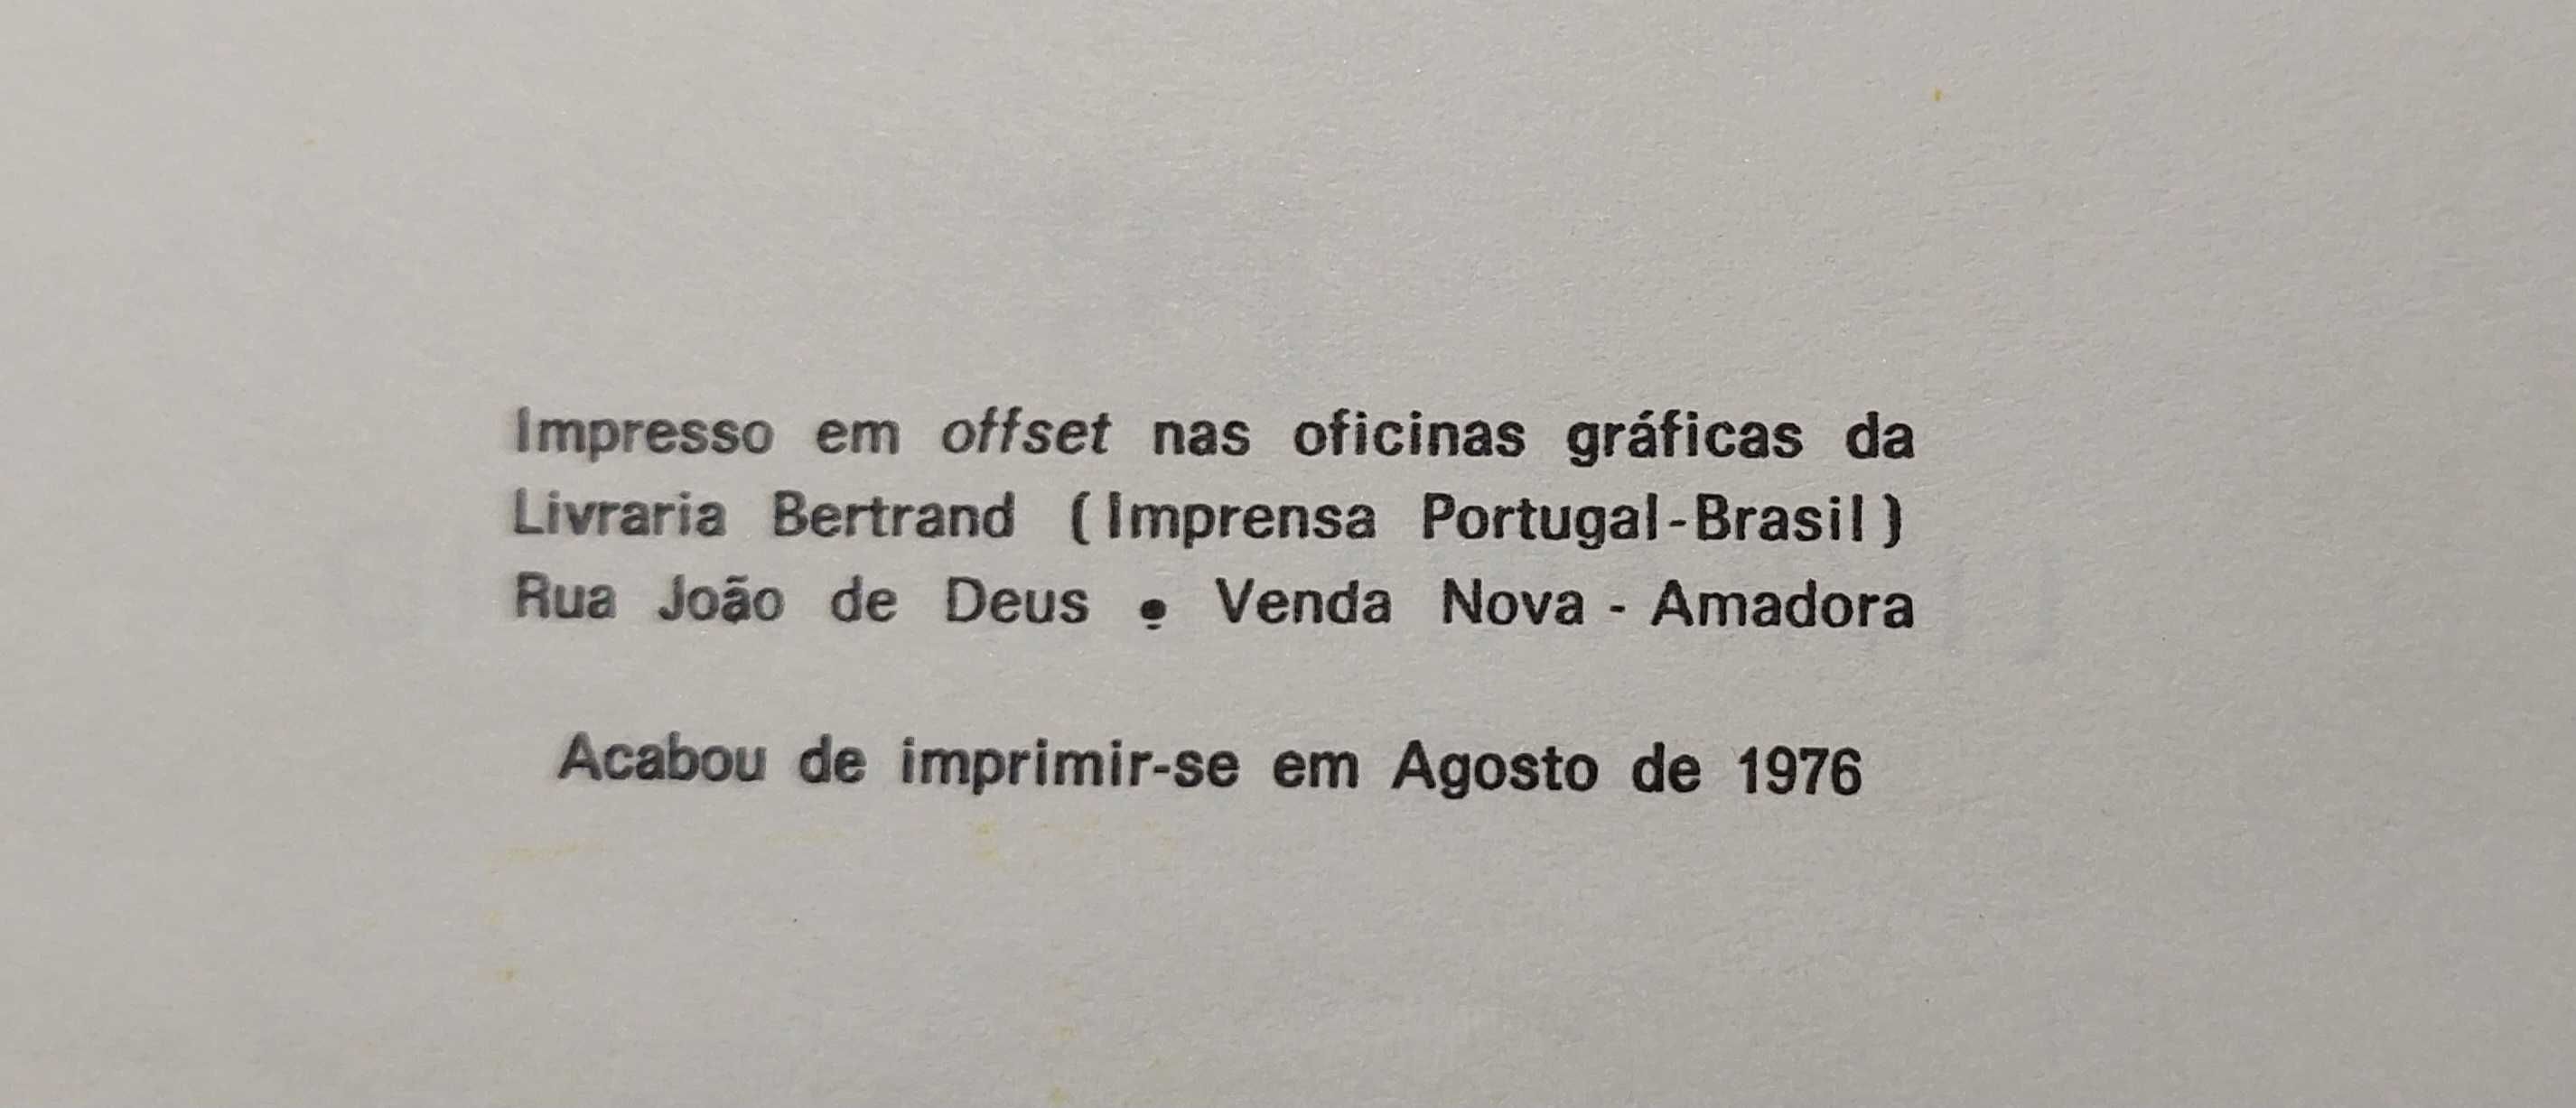 Impresso em offset nas oficinas gráficas da
Livraria Bertrand (Imprensa Portugal-Brasil)
Rua João de Deus • Venda Nova - Amadora
Acabou de imprimir-se em Agosto de 1976